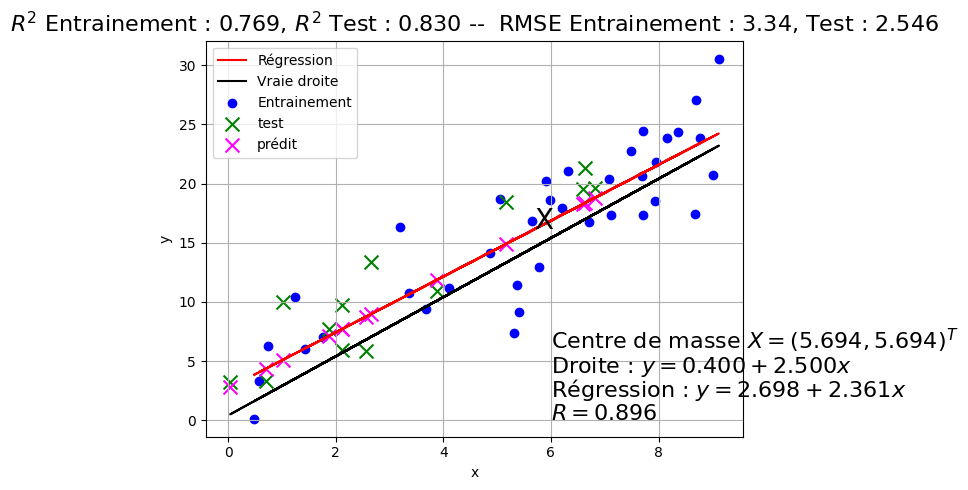 R² Entrainement : 0.769, R² Test : 0.830 -- RMSE Entrainement : 3.34, Test : 2.546
Régression
Vraie droite
Entrainement
test
prédit
30
25
20
15
10
5
0
y
X
Centre de masse X = (5.694, 5.694)ᵀ
Droite : y = 0.400 + 2.500x
Régression : y = 2.698 + 2.361x
R = 0.896
0 2 4 6 8
x